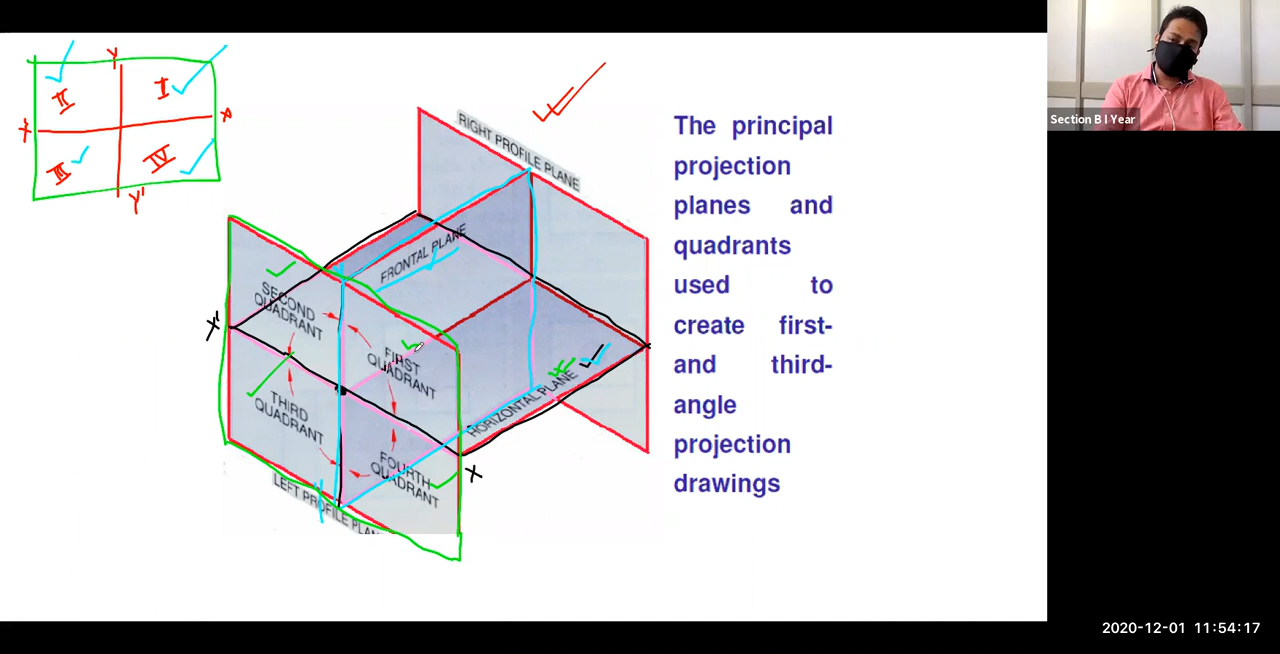 Y
II
I
X'
X
III
IV
Y'
RIGHT PROFILE PLANE
FRONTAL PLANE
SECOND
QUADRANT
FIRST
QUADRANT
X'
THIRD
QUADRANT
HORIZONTAL PLANE
FOURTH
QUADRANT
X
LEFT PROFILE PLAN
The principal
projection
planes and
quadrants
used to
create first-
and third-
angle
projection
drawings
Section B I Year
2020-12-01 11:54:17